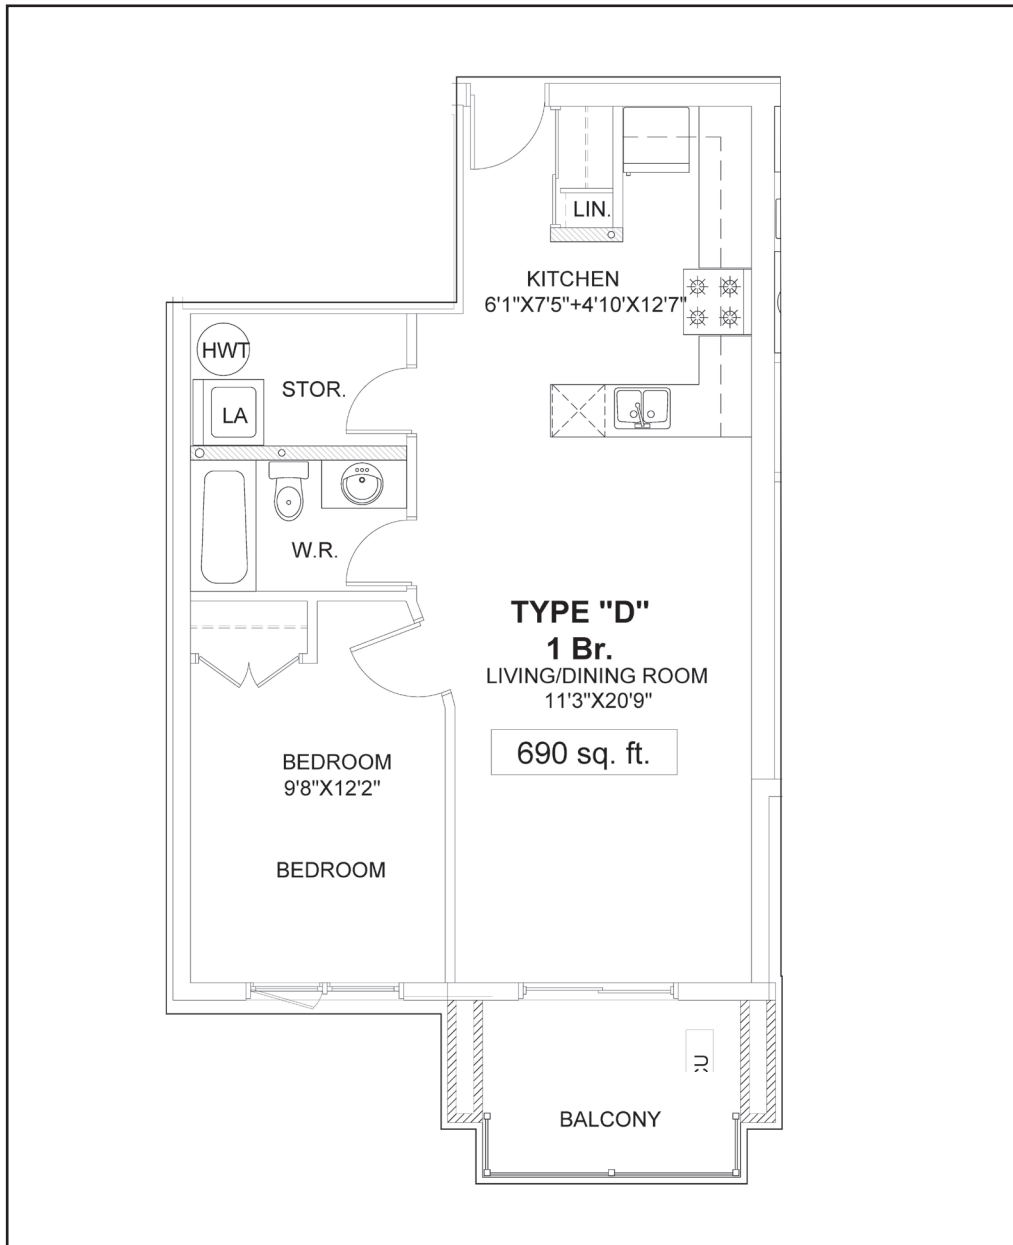 LIN.
KITCHEN
6'1"X7'5"+4'10'X12'7"
HWT
STOR.
LA
W.R.
TYPE "D"
1 Br.
LIVING/DINING ROOM
11'3"X20'9"
690 sq. ft.
BEDROOM
9'8"X12'2"
BEDROOM
BALCONY